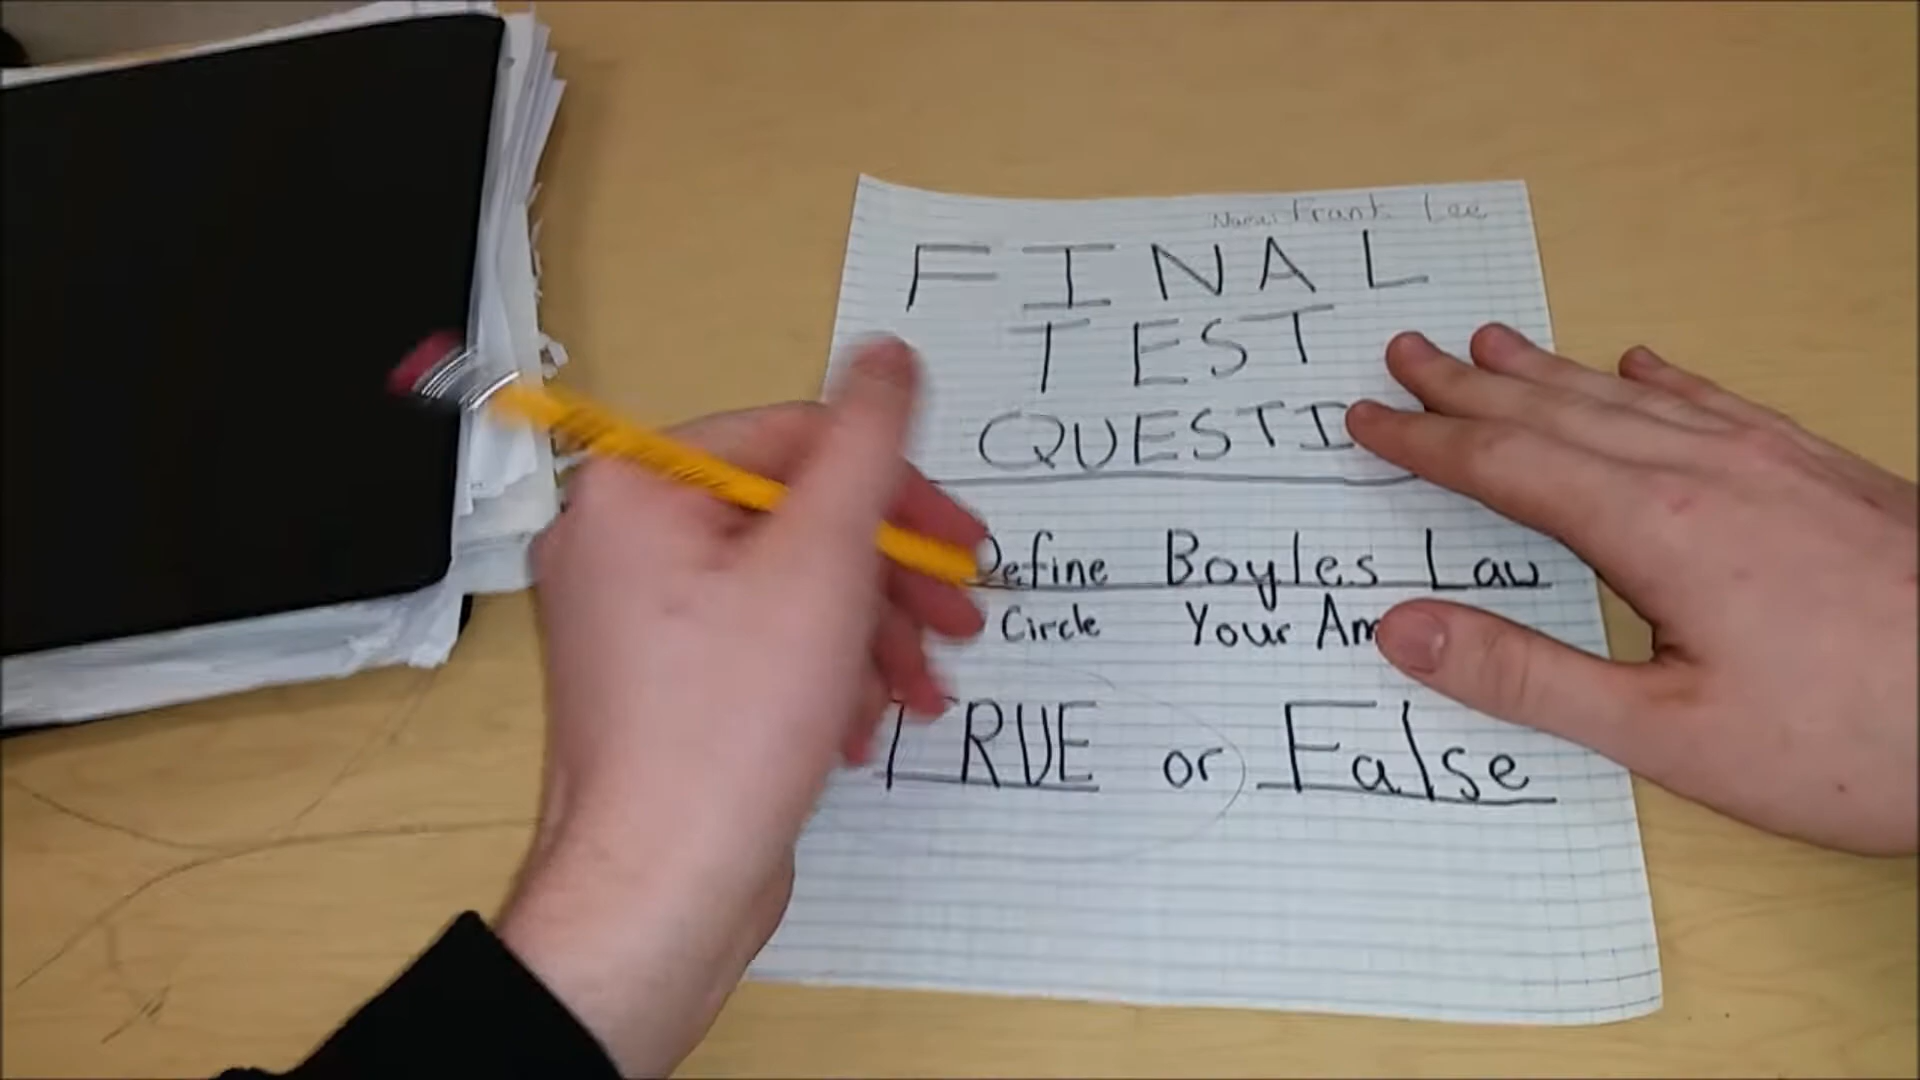 Name: Frank Lee
FINAL
TEST
QUESTI
Define Boyles Law
Circle Your An
TRUE or False